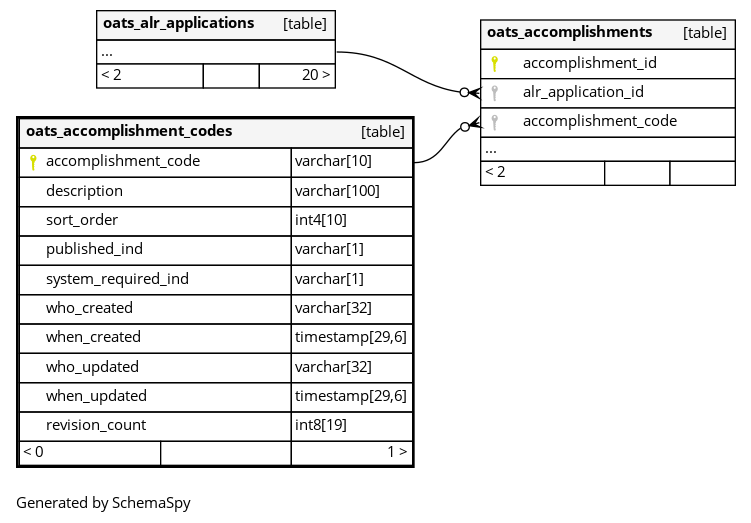 oats_alr_applications [table]
...
< 2 20 >
oats_accomplishments [table]
accomplishment_id
alr_application_id
accomplishment_code
...
< 2
oats_accomplishment_codes [table]
accomplishment_code varchar[10]
description varchar[100]
sort_order int4[10]
published_ind varchar[1]
system_required_ind varchar[1]
who_created varchar[32]
when_created timestamp[29,6]
who_updated varchar[32]
when_updated timestamp[29,6]
revision_count int8[19]
< 0 1 >
Generated by SchemaSpy